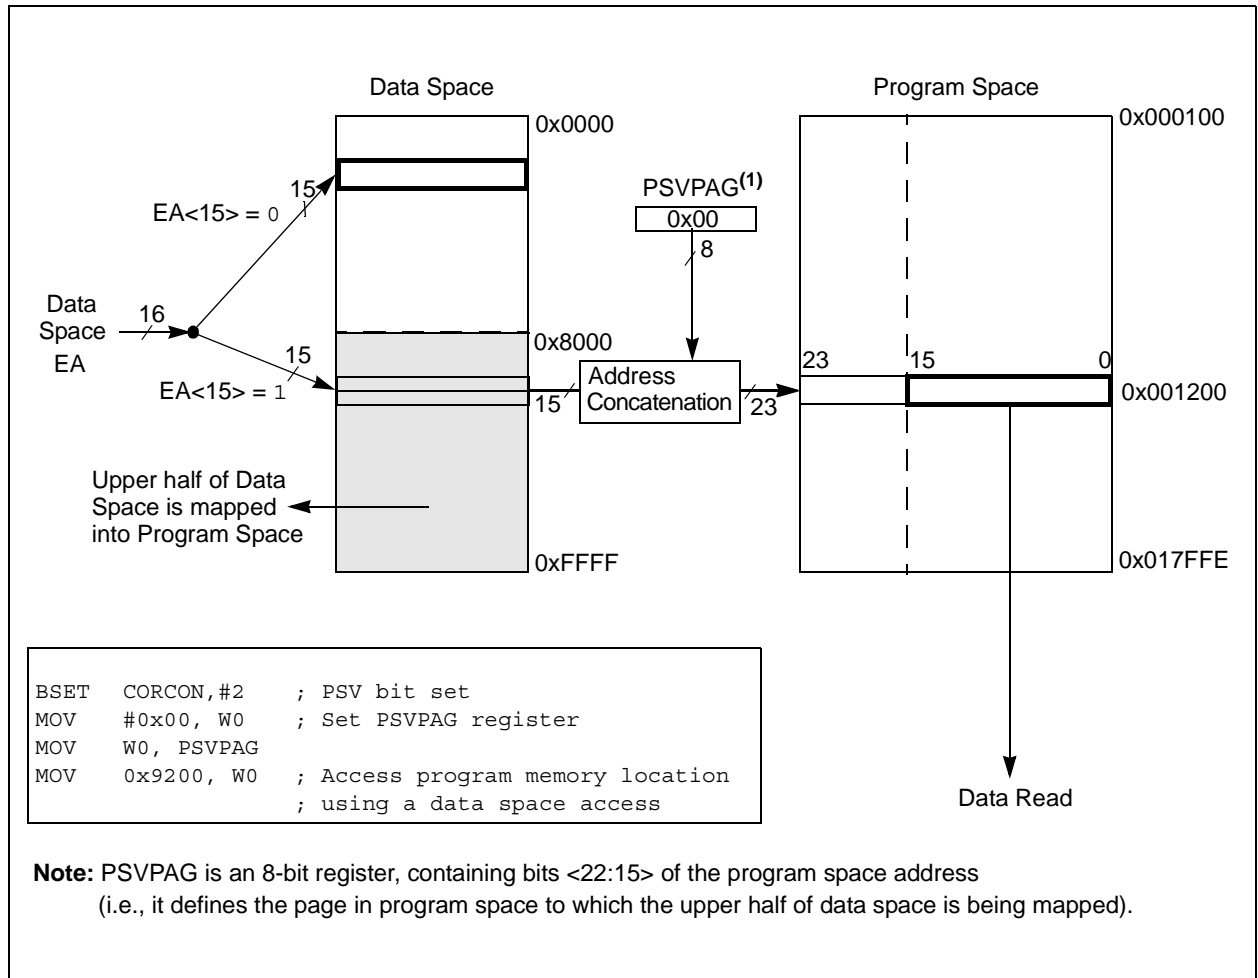 Data Space
Program Space
0x0000
0x000100
15
PSVPAG(1)
EA<15> = 0
0x00
8
Data
Space
EA
16
0x8000
15
EA<15> = 1
15
Address
Concatenation
23
23
15
0
0x001200
Upper half of Data
Space is mapped
into Program Space
0xFFFF
0x017FFE
BSET CORCON,#2 ; PSV bit set
MOV #0x00, W0 ; Set PSVPAG register
MOV W0, PSVPAG
MOV 0x9200, W0 ; Access program memory location
; using a data space access
Data Read
Note: PSVPAG is an 8-bit register, containing bits <22:15> of the program space address
(i.e., it defines the page in program space to which the upper half of data space is being mapped).